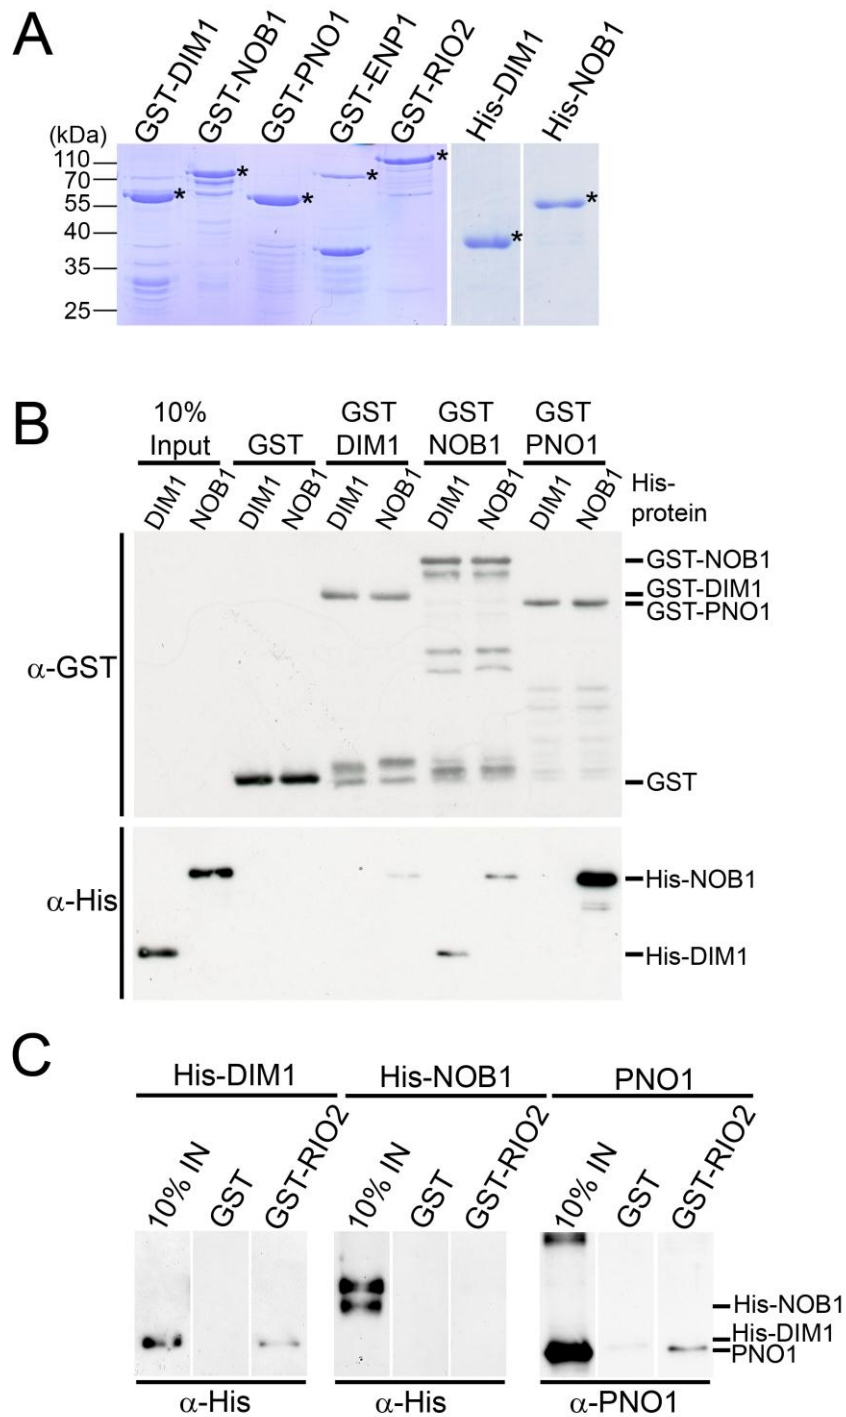 A
GST-DIM1
GST-NOB1
GST-PNO1
GST-ENP1
GST-RIO2
His-DIM1
His-NOB1
(kDa)
110
70
55
40
35
25
* * * * * * *
B
10% Input
GST
GST DIM1
GST NOB1
GST PNO1
DIM1 NOB1 DIM1 NOB1 DIM1 NOB1 DIM1 NOB1 DIM1 NOB1
His-
protein
α-GST
GST-NOB1
GST-DIM1
GST-PNO1
GST
α-His
His-NOB1
His-DIM1
C
His-DIM1 His-NOB1 PNO1
10% IN GST GST-RIO2 10% IN GST GST-RIO2 10% IN GST GST-RIO2
His-NOB1
His-DIM1
PNO1
α-His α-His α-PNO1